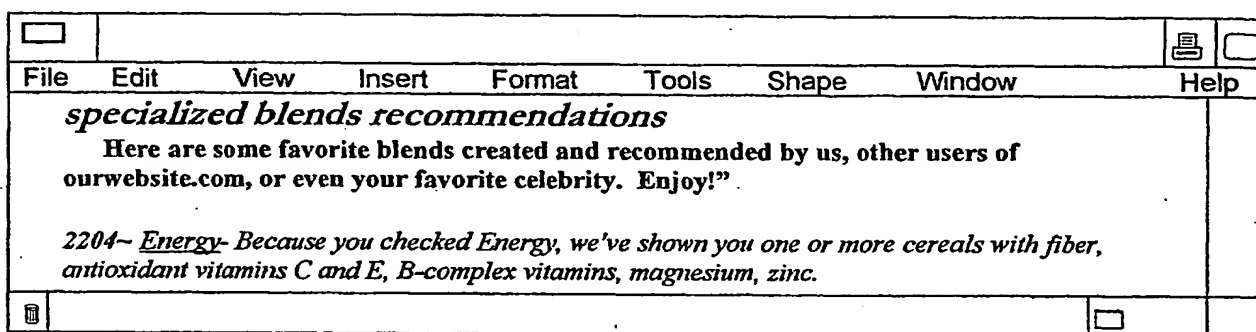 File Edit View Insert Format Tools Shape Window Help
specialized blends recommendations
Here are some favorite blends created and recommended by us, other users of
ourwebsite.com, or even your favorite celebrity. Enjoy!”
2204~ Energy- Because you checked Energy, we've shown you one or more cereals with fiber,
antioxidant vitamins C and E, B-complex vitamins, magnesium, zinc.